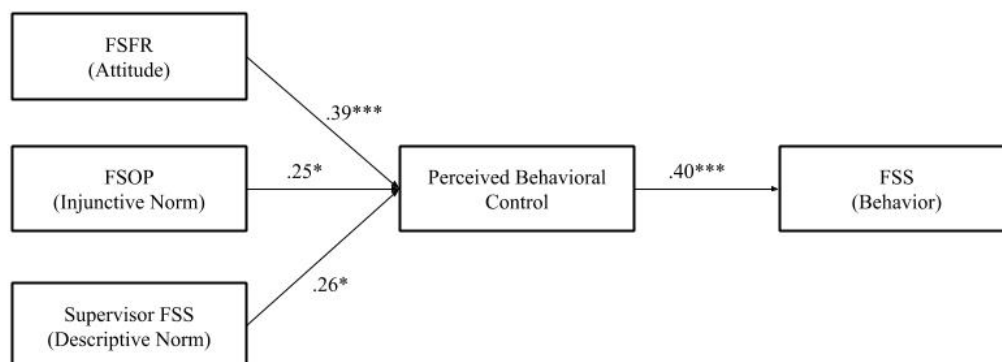 FSFR
(Attitude)
.39***
FSOP
(Injunctive Norm)
.25*
Perceived Behavioral
Control
.40***
FSS
(Behavior)
.26*
Supervisor FSS
(Descriptive Norm)